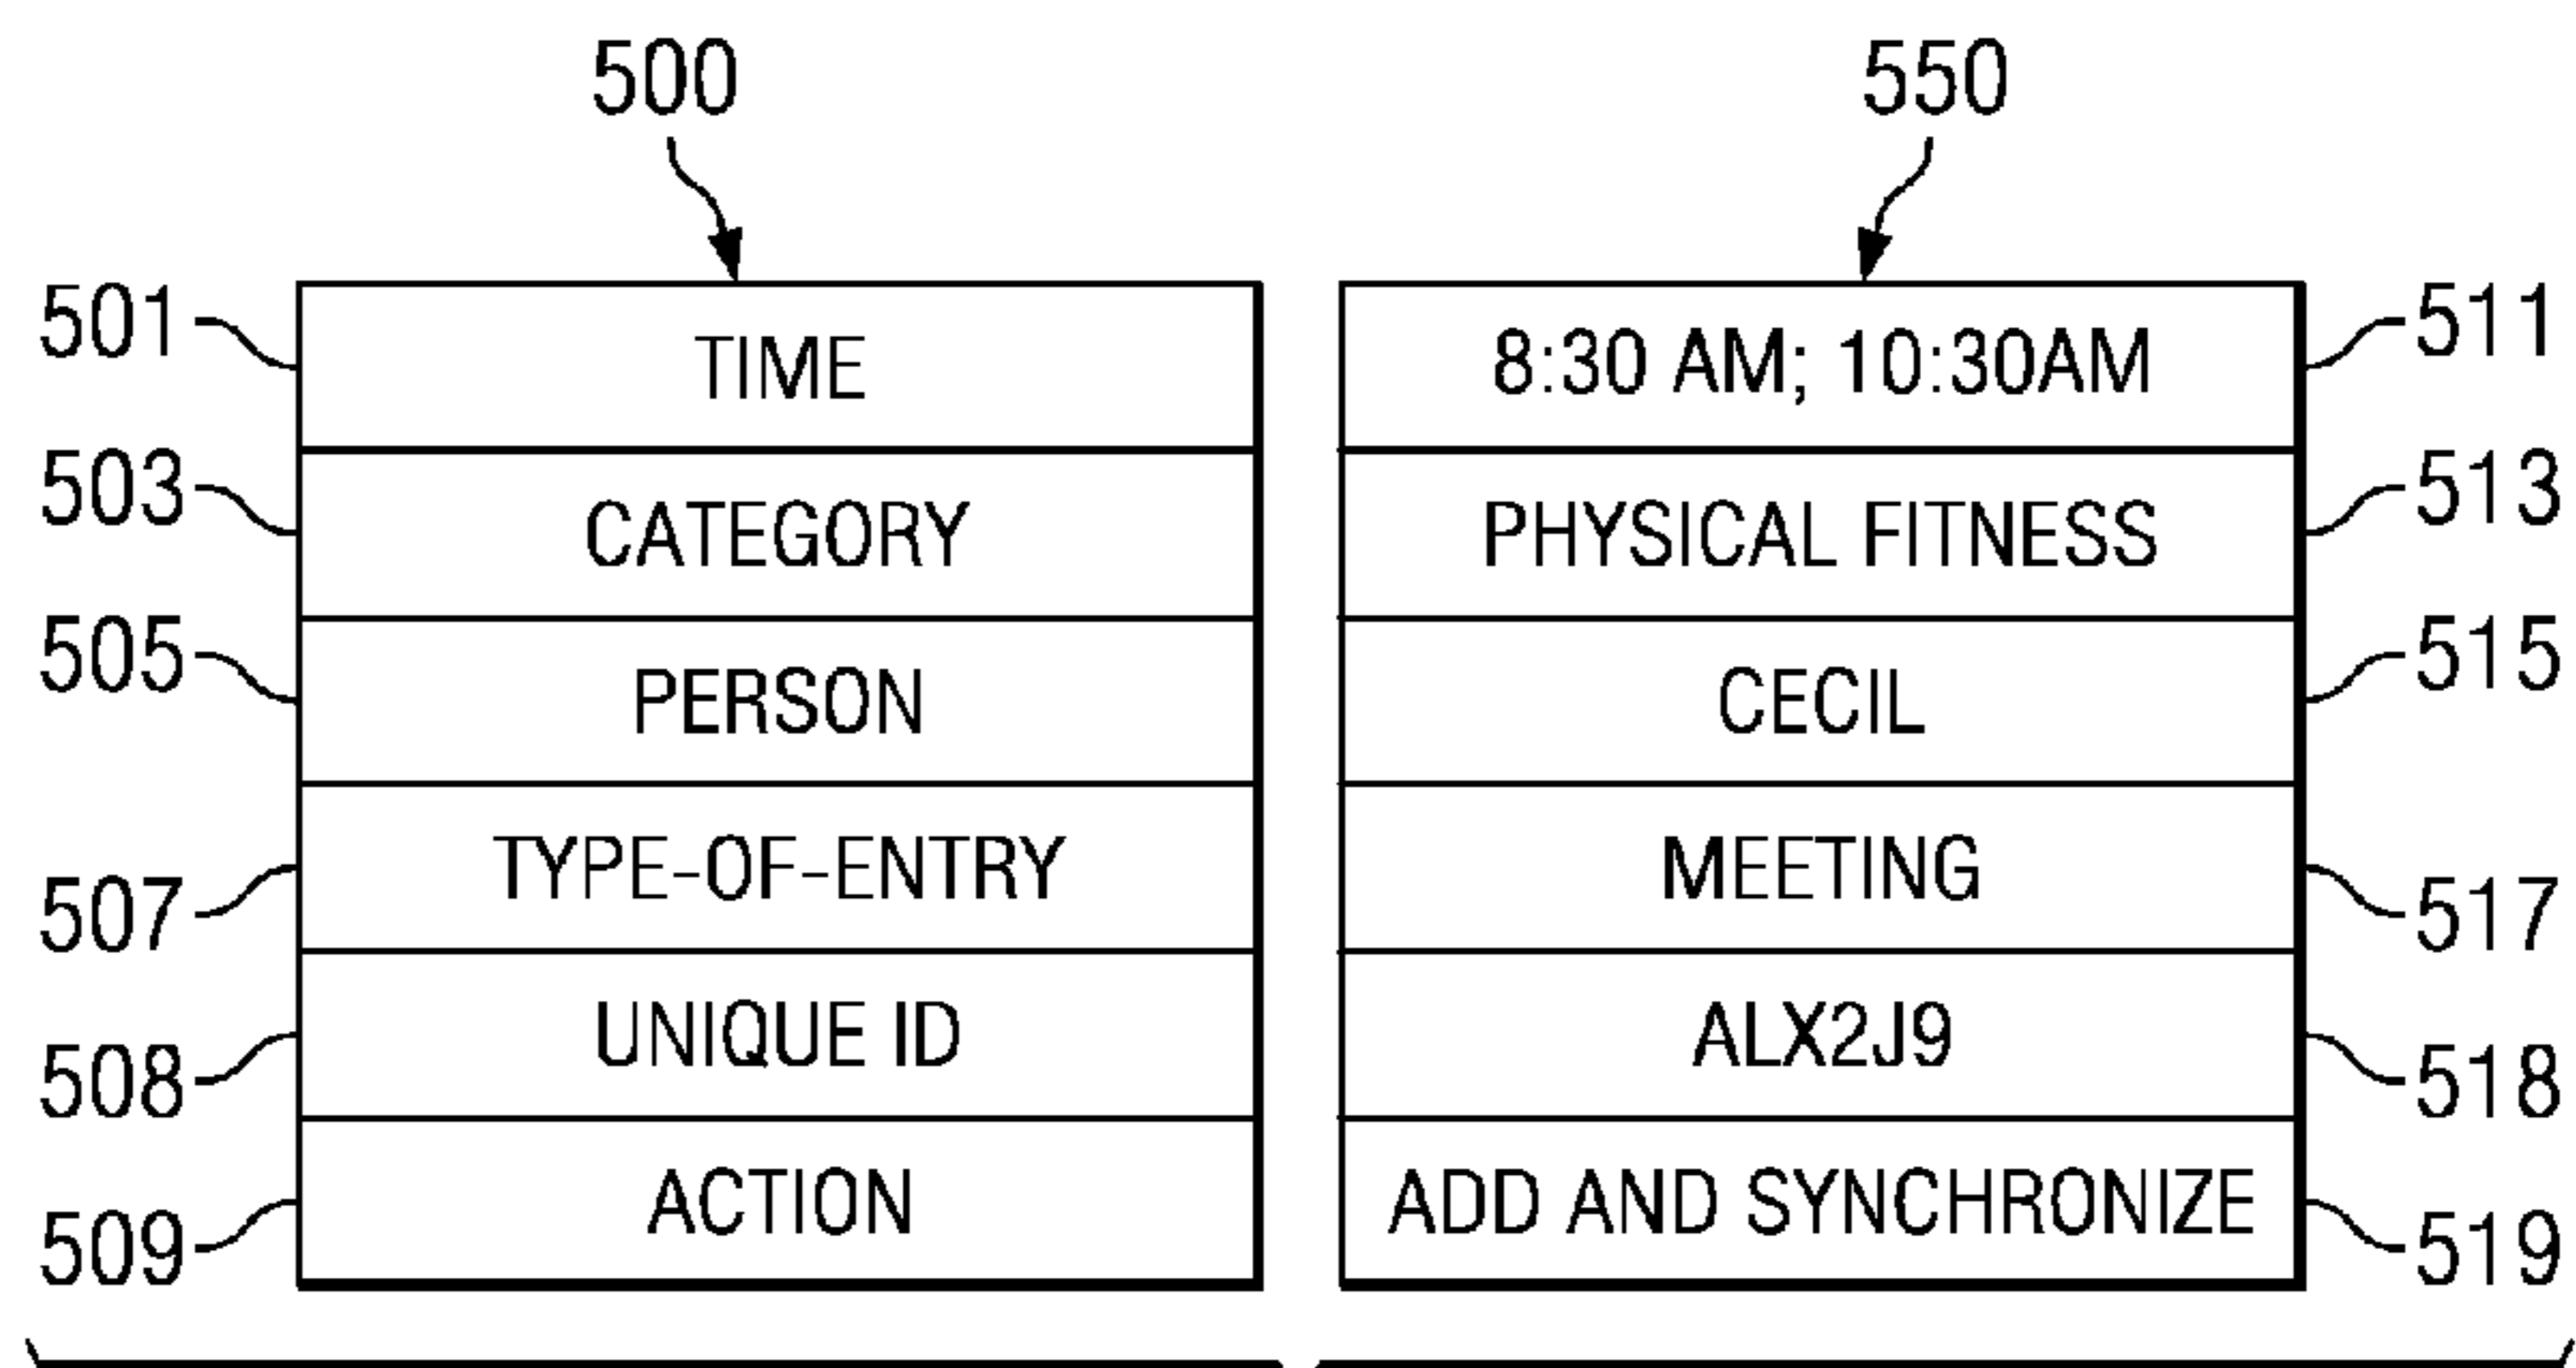 500 550
501 TIME 8:30 AM; 10:30AM 511
503 CATEGORY PHYSICAL FITNESS 513
505 PERSON CECIL 515
507 TYPE-OF-ENTRY MEETING 517
508 UNIQUE ID ALX2J9 518
509 ACTION ADD AND SYNCHRONIZE 519